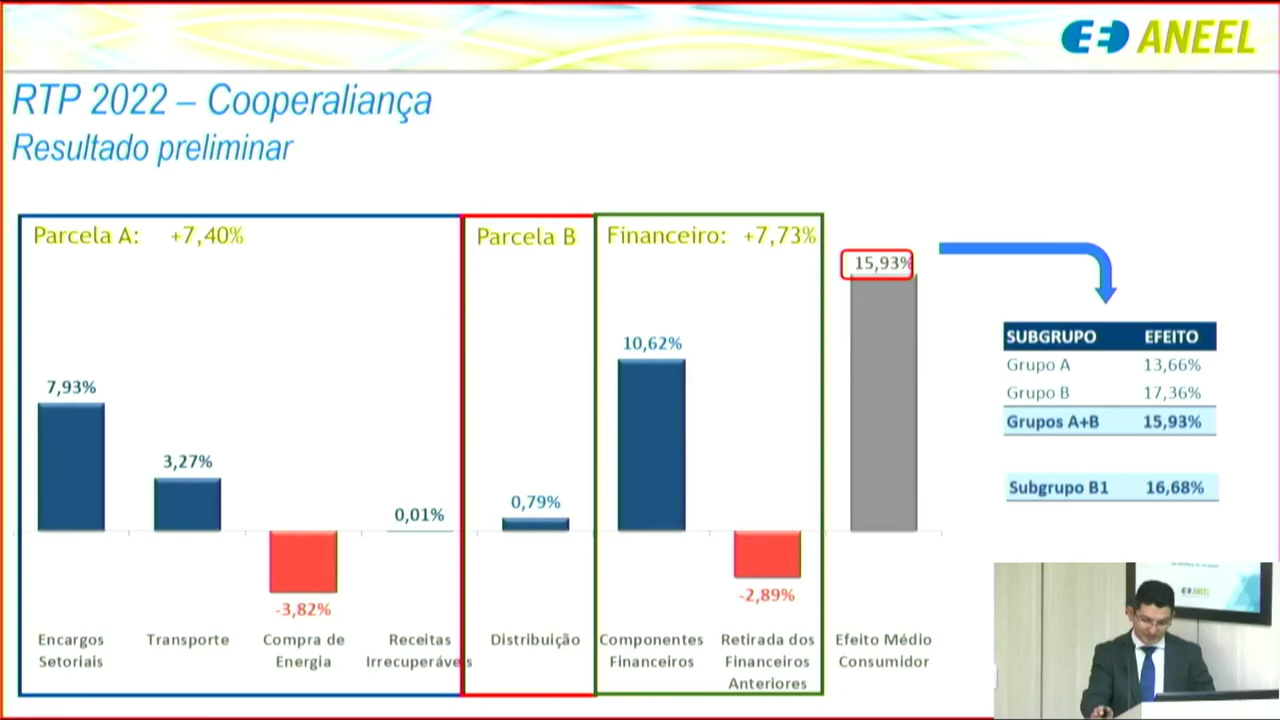 ANEEL
RTP 2022 – Cooperaliança
Resultado preliminar
Parcela A: +7,40%
Parcela B
Financeiro: +7,73%
15,93%
7,93%
3,27%
-3,82%
0,01%
0,79%
10,62%
-2,89%
Encargos
Setoriais
Transporte
Compra de
Energia
Receitas
Irrecuperáveis
Distribuição
Componentes
Financeiros
Retirada dos
Financeiros
Anteriores
Efeito Médio
Consumidor
SUBGRUPO EFEITO
Grupo A 13,66%
Grupo B 17,36%
Grupos A+B 15,93%
Subgrupo B1 16,68%
ANEEL